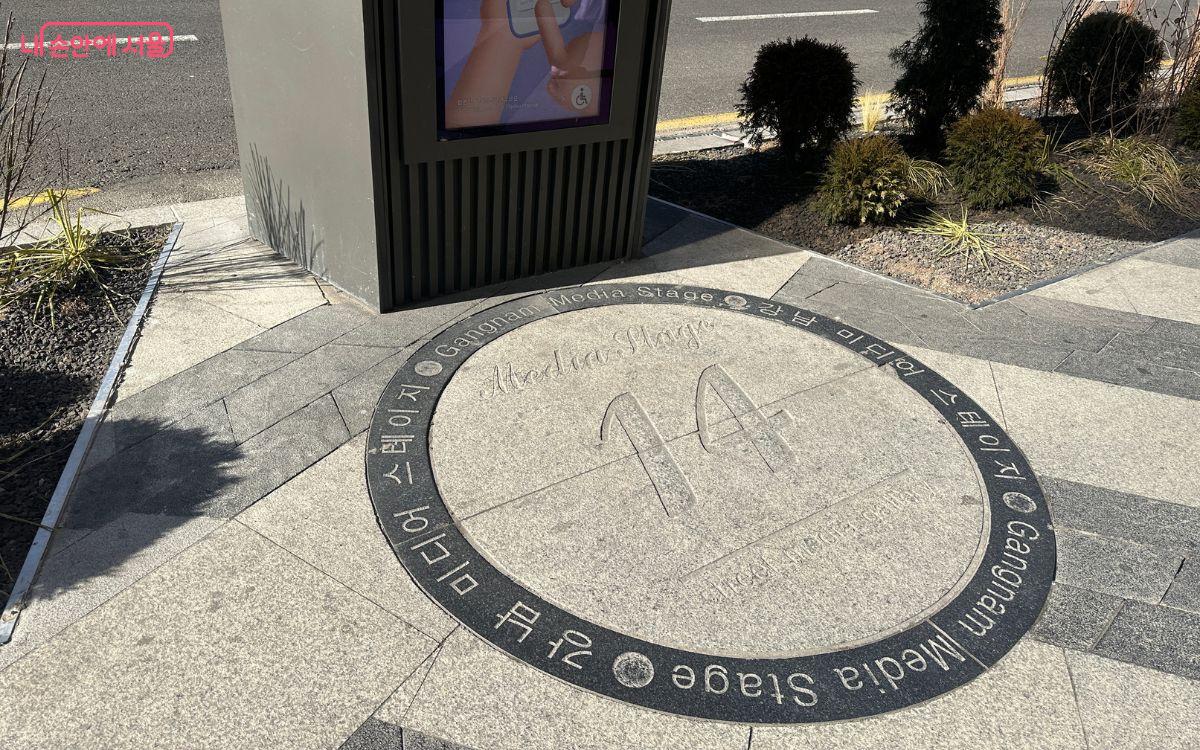 내 손안에 서울
Media Stage
14
Gangnam Media Stage
강남 미디어 스테이지
Gangnam Media Stage
강남 미디어 스테이지